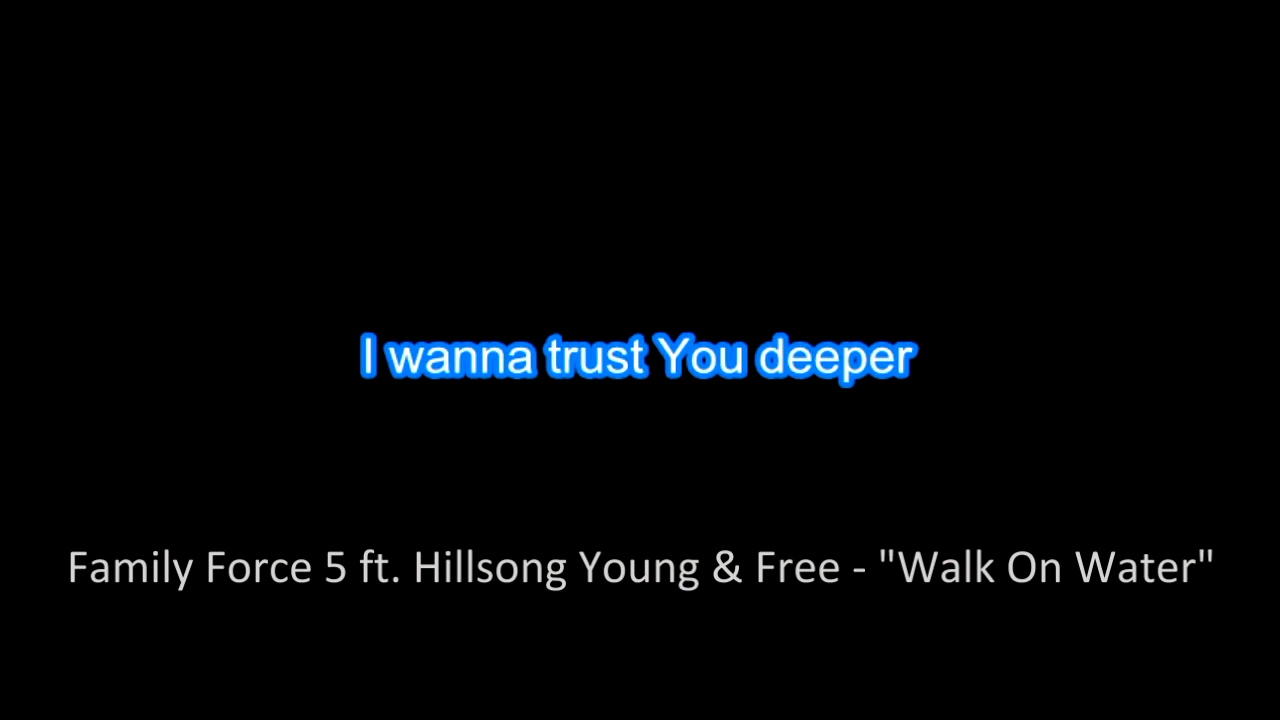 I wanna trust You deeper
Family Force 5 ft. Hillsong Young & Free - "Walk On Water"